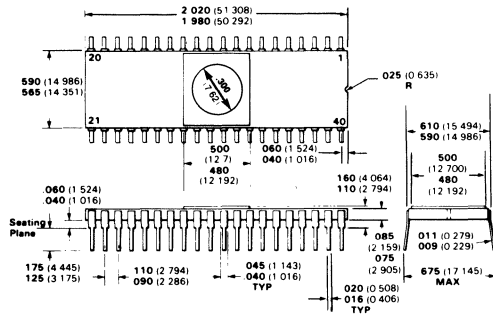 2 020 (51 308)
1 980 (50 292)
20
1
590 (14 986)
565 (14 351)
.300
(7 62)
025 (0 635)
R
21
40
610 (15 494)
590 (14 986)
500
(12 7)
480
(12 192)
060 (1 524)
040 (1 016)
500
(12 700)
480
(12 192)
.060 (1 524)
.040 (1 016)
160 (4 064)
110 (2 794)
Seating
Plane
085
(2 159)
075
(2 905)
011 (0 279)
009 (0 229)
175 (4 445)
125 (3 175)
110 (2 794)
090 (2 286)
045 (1 143)
.040 (1 016)
TYP
020 (0 508)
016 (0 406)
TYP
675 (17 145)
MAX